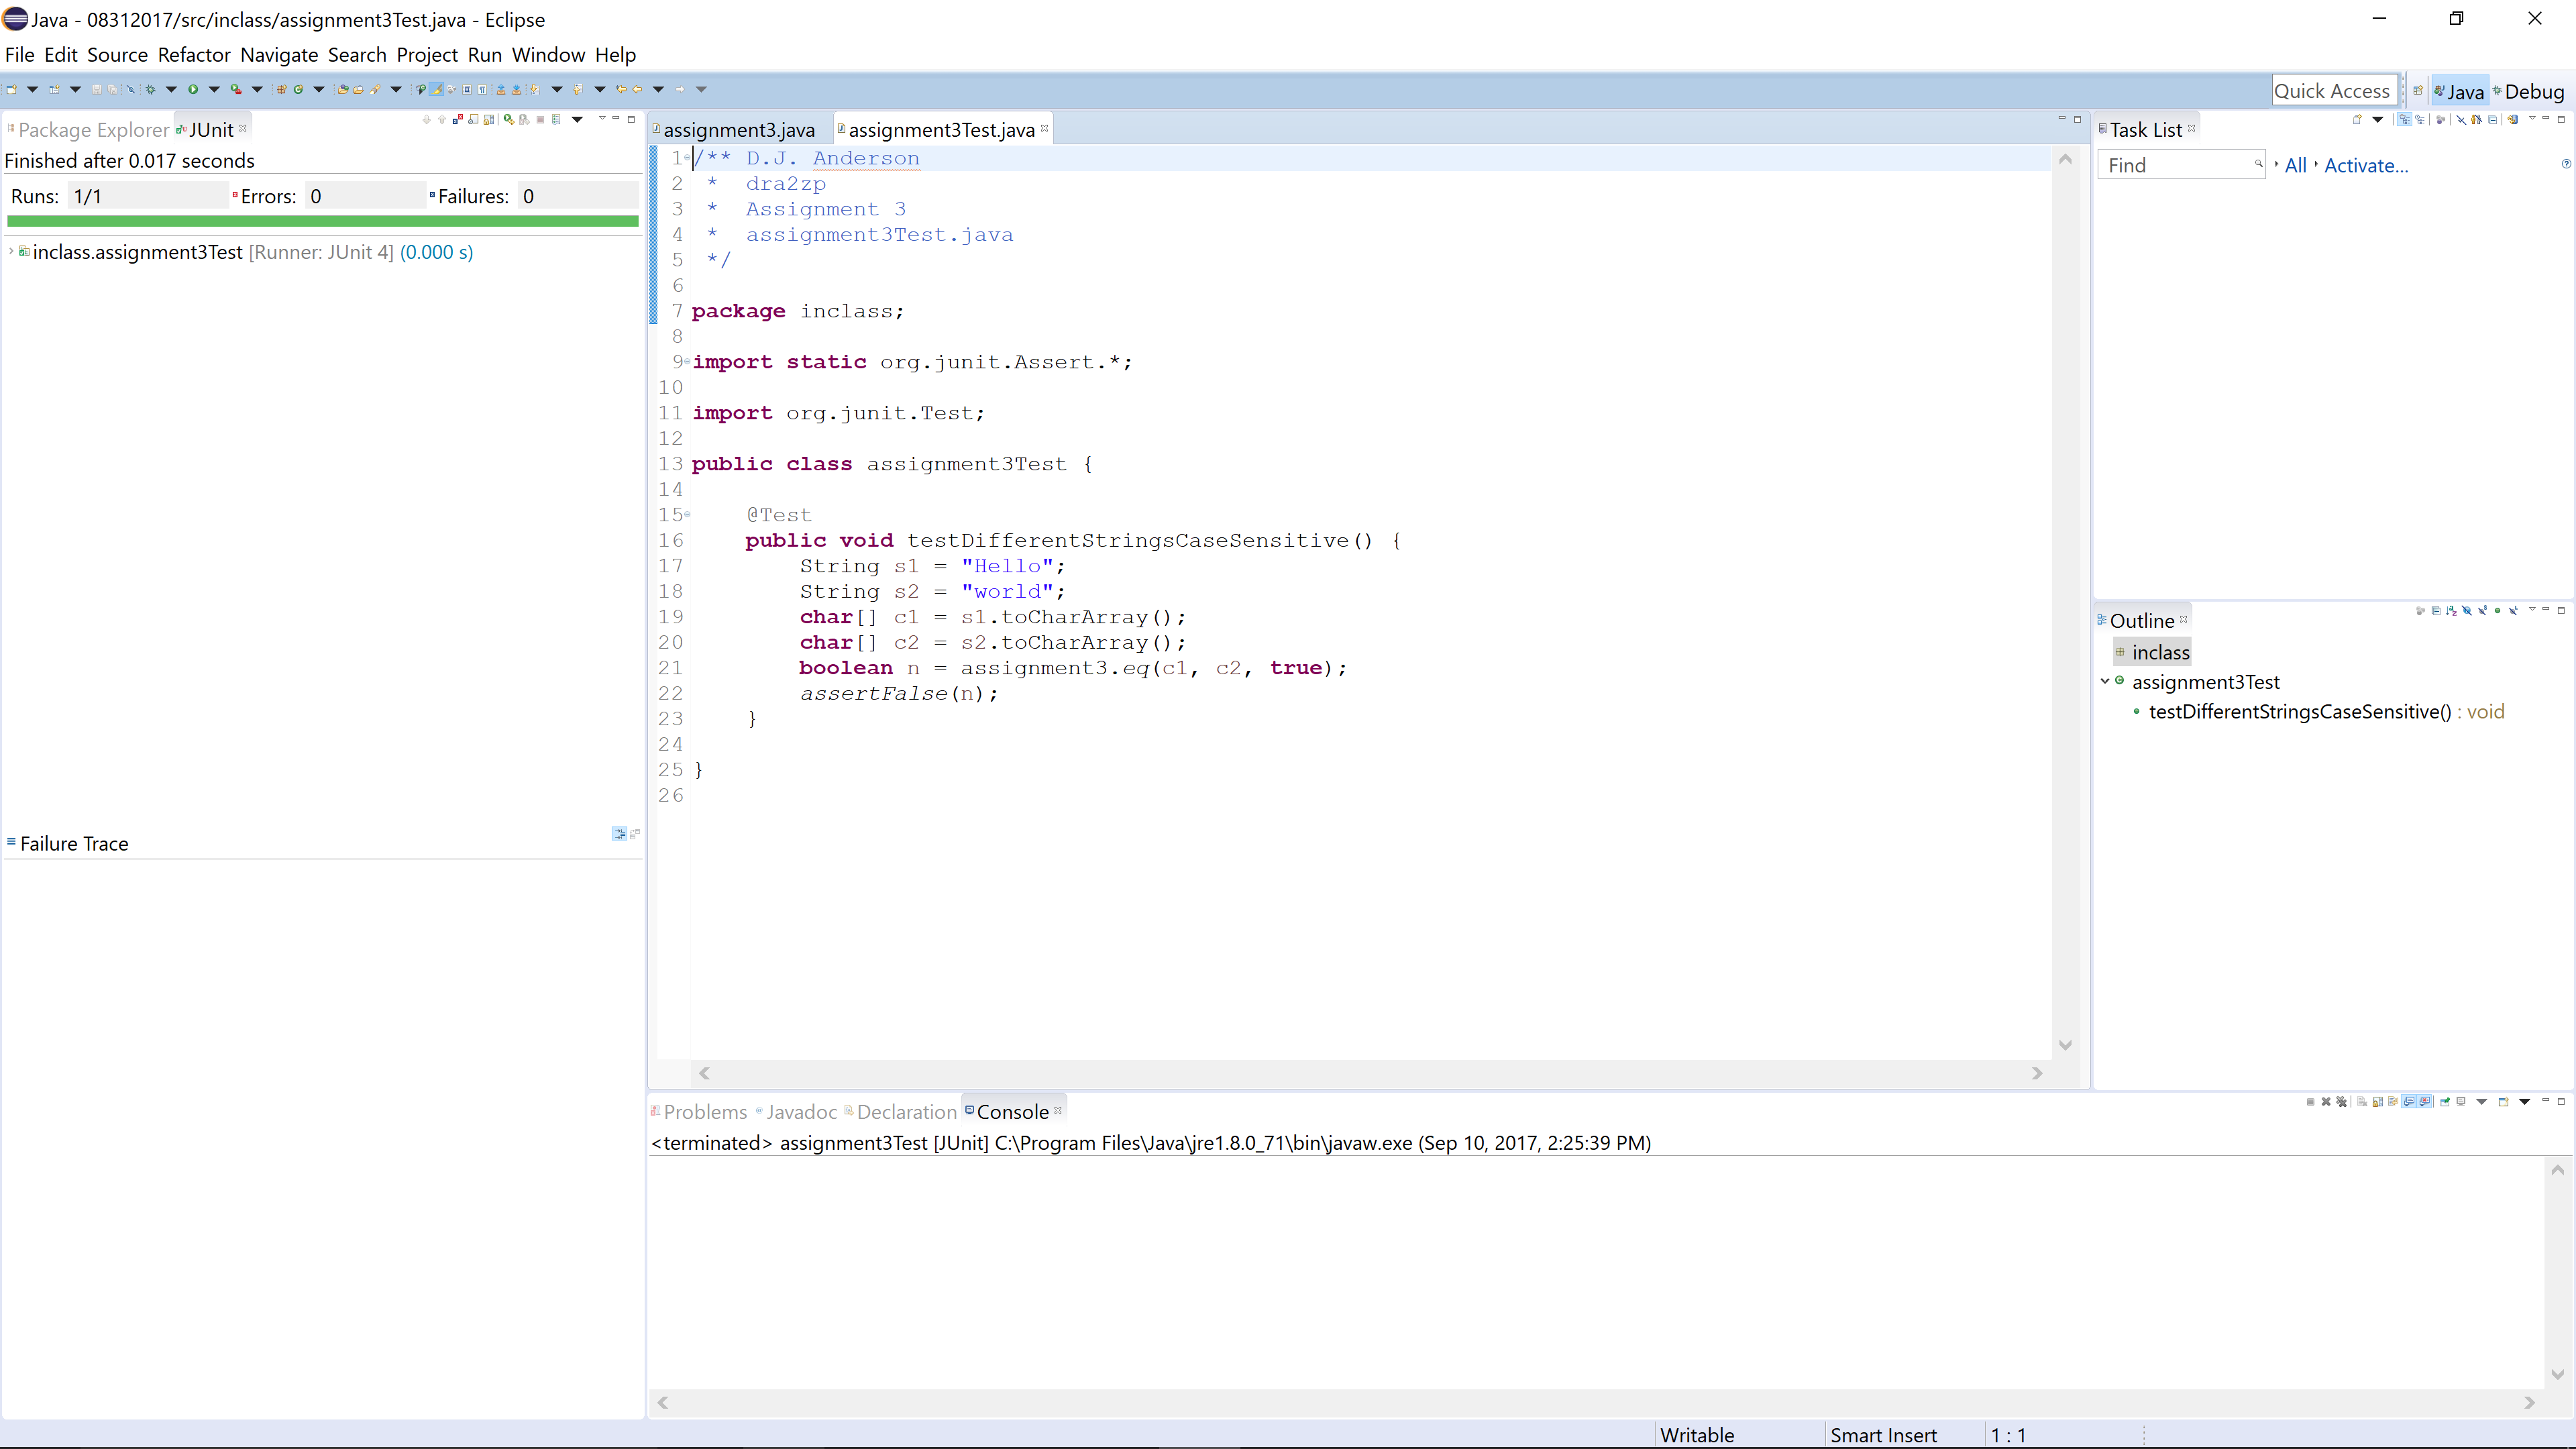 Java - 08312017/src/inclass/assignment3Test.java - Eclipse
File Edit Source Refactor Navigate Search Project Run Window Help
Quick Access
Java
Debug
Package Explorer
JUnit
Finished after 0.017 seconds
Runs: 1/1
Errors: 0
Failures: 0
inclass.assignment3Test [Runner: JUnit 4] (0.000 s)
Failure Trace
assignment3.java
assignment3Test.java
1 /** D.J. Anderson
2 * dra2zp
3 * Assignment 3
4 * assignment3Test.java
5 */
6
7 package inclass;
8
9 import static org.junit.Assert.*;
10
11 import org.junit.Test;
12
13 public class assignment3Test {
14
15 @Test
16 public void testDifferentStringsCaseSensitive() {
17 String s1 = "Hello";
18 String s2 = "world";
19 char[] c1 = s1.toCharArray();
20 char[] c2 = s2.toCharArray();
21 boolean n = assignment3.eq(c1, c2, true);
22 assertFalse(n);
23 }
24
25 }
26
Task List
Find
All
Activate...
Outline
inclass
assignment3Test
testDifferentStringsCaseSensitive() : void
Problems
Javadoc
Declaration
Console
<terminated> assignment3Test [JUnit] C:\Program Files\Java\jre1.8.0_71\bin\javaw.exe (Sep 10, 2017, 2:25:39 PM)
Writable
Smart Insert
1 : 1